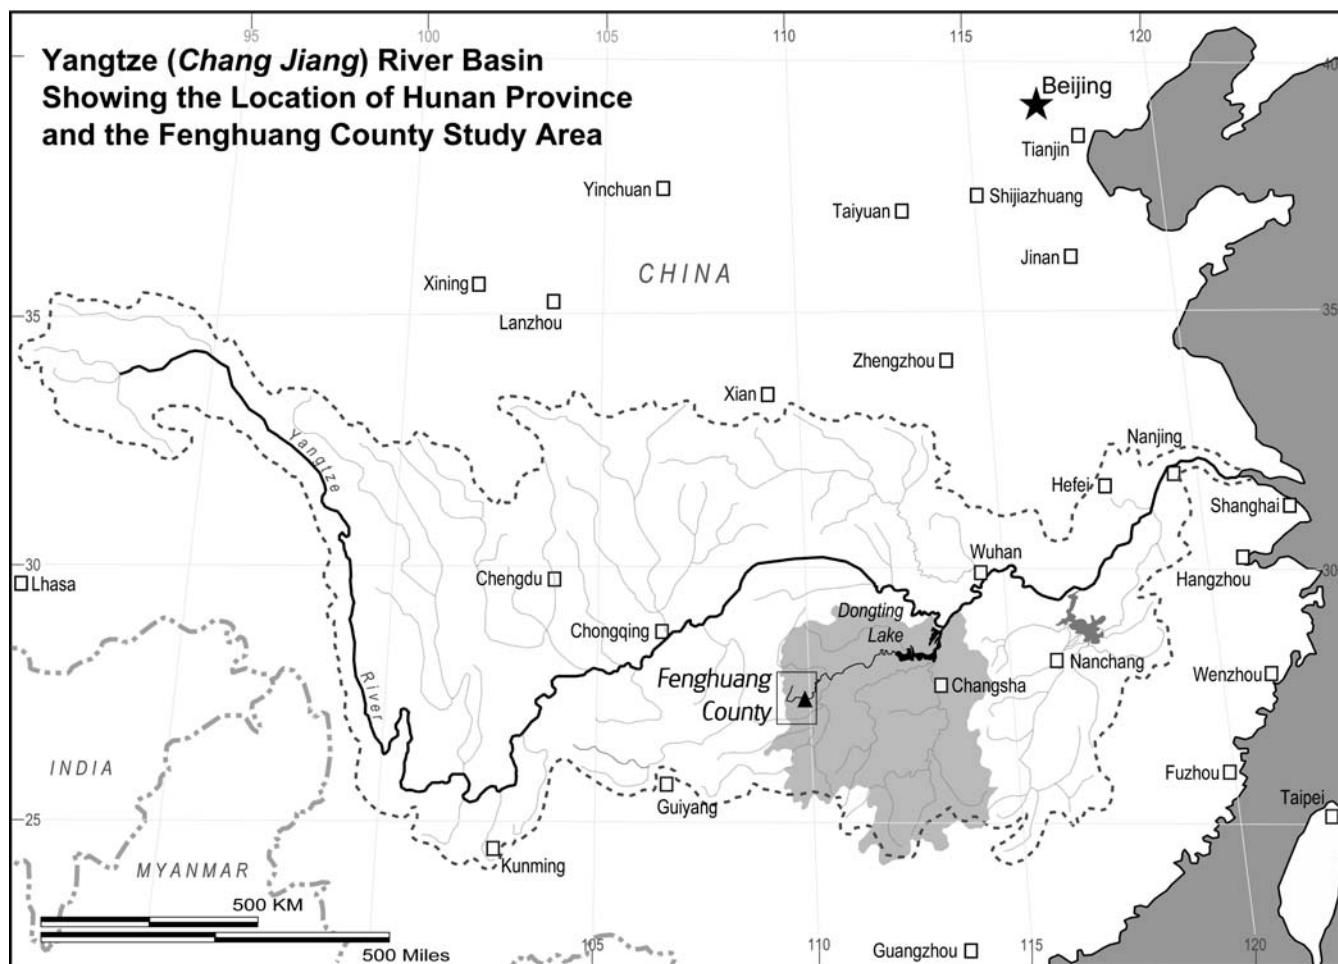 95
100
105
110
115
120
Yangtze (Chang Jiang) River Basin
Showing the Location of Hunan Province
and the Fenghuang County Study Area
40
Beijing
Tianjin
Yinchuan
Shijiazhuang
Taiyuan
Jinan
CHINA
Xining
Lanzhou
35
35
Zhengzhou
Xian
Nanjing
Yangtze
Hefei
Shanghai
Wuhan
30
30
Lhasa
Chengdu
Hangzhou
Dongting
Lake
Chongqing
Nanchang
Fenghuang
County
Changsha
Wenzhou
River
INDIA
Fuzhou
Guiyang
Taipei
25
Kunming
MYANMAR
500 KM
500 Miles
105
110
115
120
Guangzhou